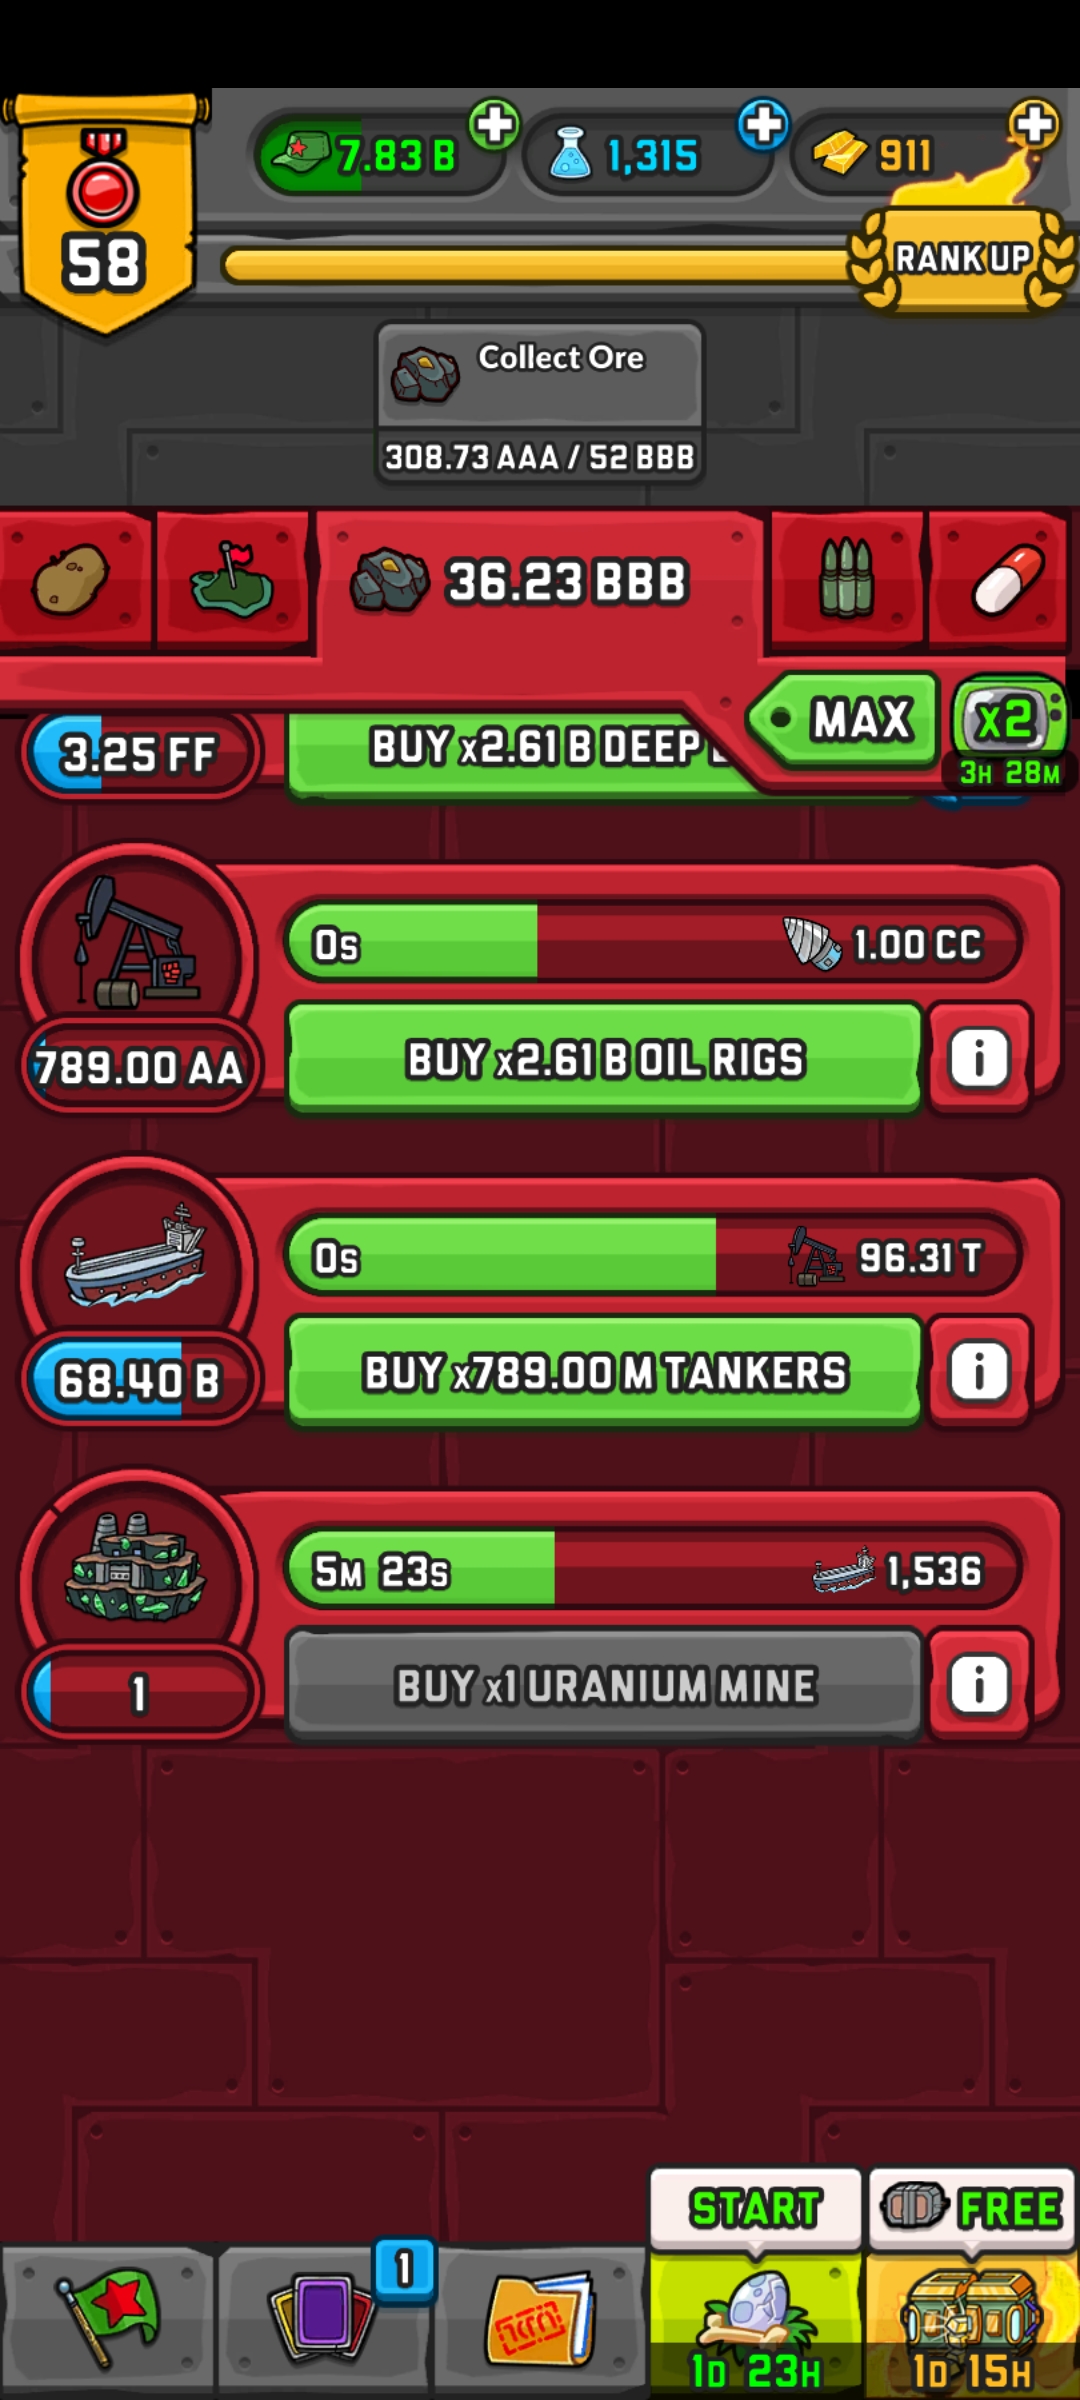 7.83 B
1,315
911
58
RANK UP
Collect Ore
308.73 AAA / 52 BBB
36.23 BBB
MAX
x2
3H 28M
3.25 FF
BUY x2.61 B DEEP
0s
1.00 CC
789.00 AA
BUY x2.61 B OIL RIGS
i
0s
96.31 T
68.40 B
BUY x789.00 M TANKERS
i
5M 23s
1,536
1
BUY x1 URANIUM MINE
i
START
FREE
1
1D 23H
1D 15H